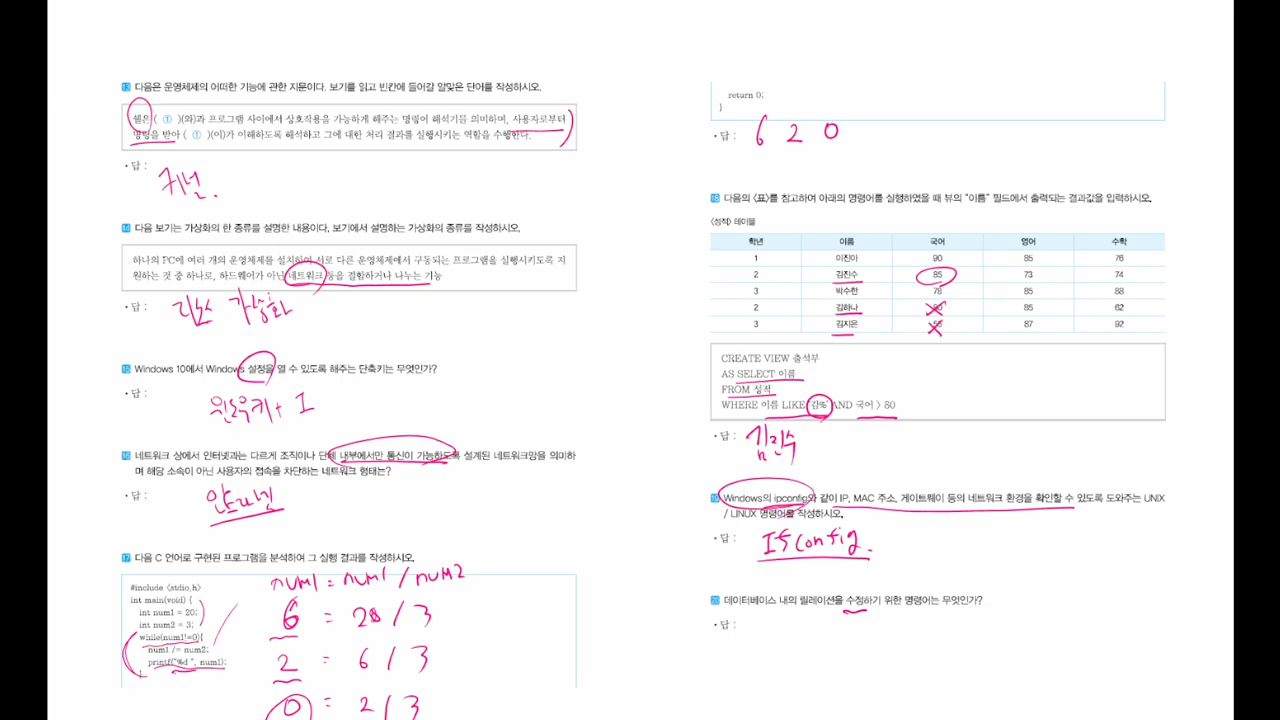 13 다음은 운영체제의 어떠한 기능에 관한 지문이다. 보기를 읽고 빈칸에 들어갈 알맞은 단어를 작성하시오.
쉘은 ( ① )(와)과 프로그램 사이에서 상호작용을 가능하게 해주는 명령어 해석기를 의미하며, 사용자로부터
명령을 받아 ( ① )(이)가 이해하도록 해석하고 그에 대한 처리 결과를 실행시키는 역할을 수행한다.
• 답 :
커널.
14 다음 보기는 가상화의 한 종류를 설명한 내용이다. 보기에서 설명하는 가상화의 종류를 작성하시오.
하나의 PC에 여러 개의 운영체제를 설치하여 서로 다른 운영체제에서 구동되는 프로그램을 실행시키도록 지
원하는 것 중 하나로, 하드웨어가 아닌 네트워크 등을 결합하거나 나누는 기능
• 답 :
리소스 가상화
15 Windows 10에서 Windows 설정을 열 수 있도록 해주는 단축키는 무엇인가?
• 답 :
윈도우키 + I
16 네트워크 상에서 인터넷과는 다르게 조직이나 단체 내부에서만 통신이 가능하도록 설계된 네트워크망을 의미하
며 해당 소속이 아닌 사용자의 접속을 차단하는 네트워크 형태는?
• 답 :
인트라넷
17 다음 C 언어로 구현된 프로그램을 분석하여 그 실행 결과를 작성하시오.
#include <stdio.h>
int main(void) {
int num1 = 20;
int num2 = 3;
while(num1!=0){
num1 /= num2;
printf("%d ", num1);
}
num1 = num1 / num2
6 = 20 / 3
2 = 6 / 3
0 = 2 / 3
return 0;
}
• 답 : 6 2 0
18 다음의 <표>를 참고하여 아래의 명령어를 실행하였을 때 뷰의 "이름" 필드에서 출력되는 결과값을 입력하시오.
<성적> 테이블
학년 이름 국어 영어 수학
1 이진아 90 85 76
2 김진수 85 73 74
3 박수한 78 85 88
2 김하나 85 62
3 김지은 87 92
CREATE VIEW 출석부
AS SELECT 이름
FROM 성적
WHERE 이름 LIKE '김%' AND 국어 > 80
• 답 : 김진수
19 Windows의 ipconfig와 같이 IP, MAC 주소, 게이트웨이 등의 네트워크 환경을 확인할 수 있도록 도와주는 UNIX
/ LINUX 명령어를 작성하시오.
• 답 : Ifconfig.
20 데이터베이스 내의 릴레이션을 수정하기 위한 명령어는 무엇인가?
• 답 :